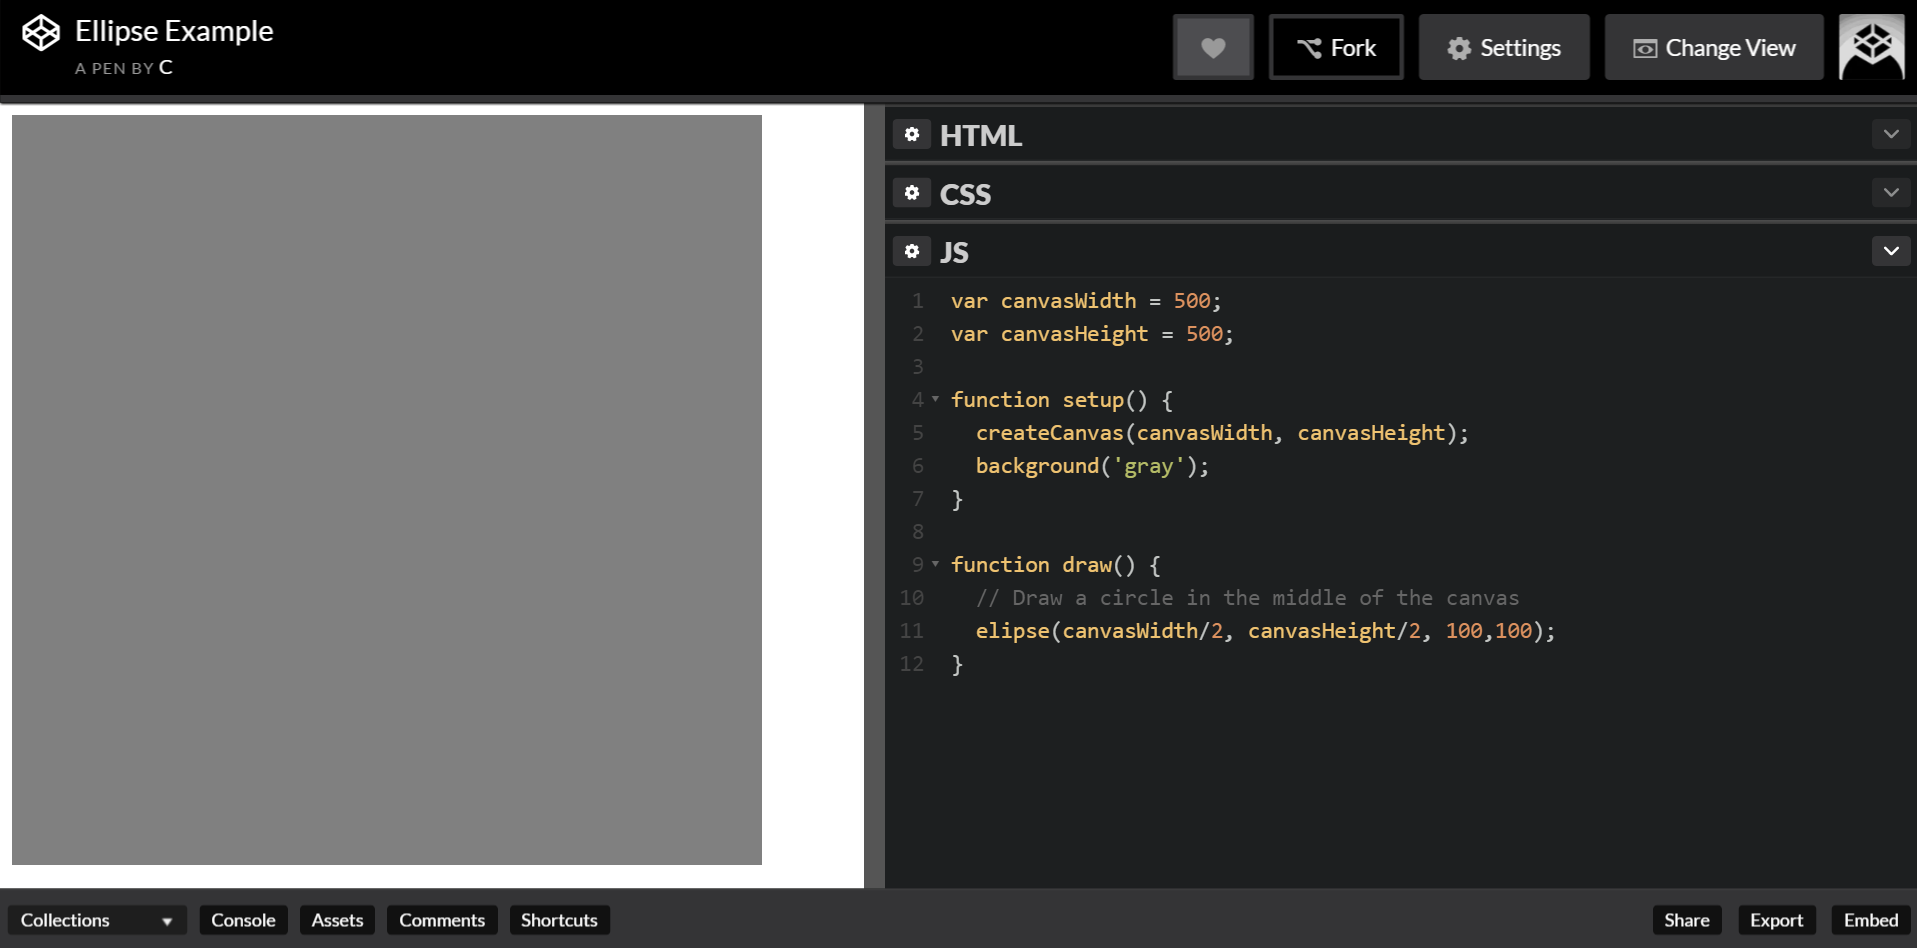 Ellipse Example
A PEN BY C
Fork
Settings
Change View
HTML
CSS
JS
1 var canvasWidth = 500;
2 var canvasHeight = 500;
3
4 function setup() {
5 createCanvas(canvasWidth, canvasHeight);
6 background('gray');
7 }
8
9 function draw() {
10 // Draw a circle in the middle of the canvas
11 elipse(canvasWidth/2, canvasHeight/2, 100,100);
12 }
Collections Console Assets Comments Shortcuts Share Export Embed